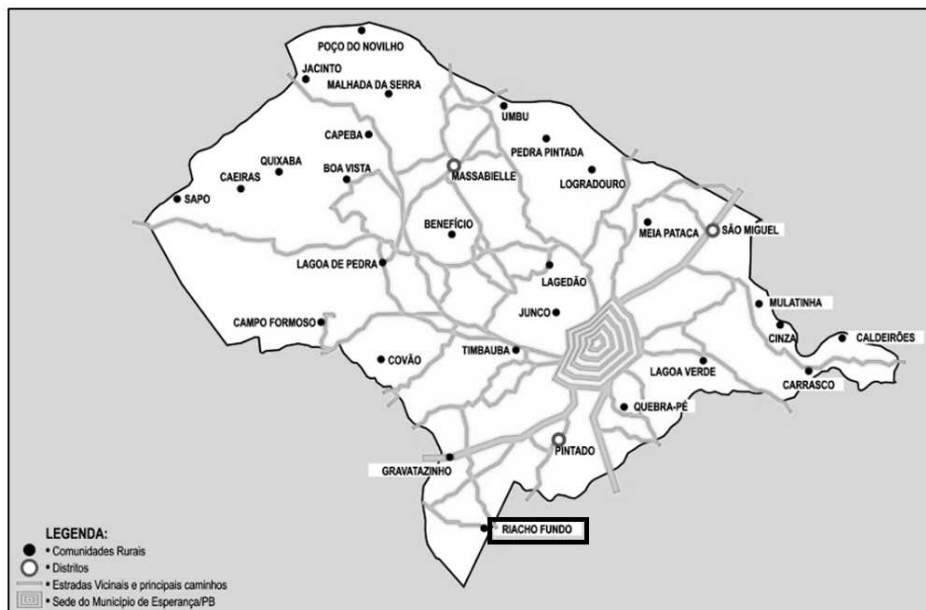 POÇO DO NOVILHO
JACINTO
MALHADA DA SERRA
UMBU
CAPEBA
PEDRA PINTADA
QUIXABA
BOA VISTA
MASSABIELLE
CAEIRAS
LOGRADOURO
SAPO
BENEFÍCIO
MEIA PATACA
SÃO MIGUEL
LAGOA DE PEDRA
LAGEDÃO
MULATINHA
JUNCO
CAMPO FORMOSO
CINZA
CALDEIRÕES
TIMBAUBA
COVÃO
LAGOA VERDE
CARRASCO
QUEBRA-PÉ
PINTADO
GRAVATAZINHO
RIACHO FUNDO
LEGENDA:
• Comunidades Rurais
• Distritos
• Estradas Vicinais e principais caminhos
• Sede do Município de Esperança/PB